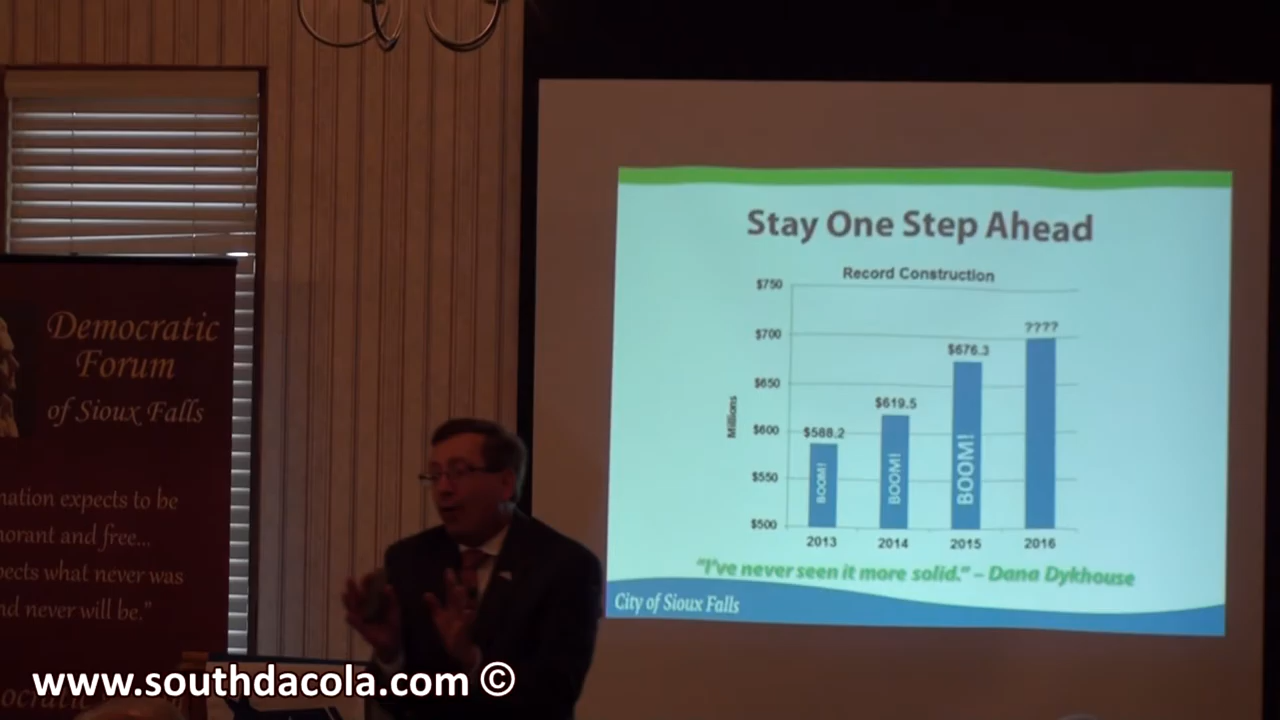 Democratic
Forum
of Sioux Falls
nation expects to be
norant and free...
pects what never was
nd never will be."
www.southdacola.com ©
Stay One Step Ahead
Record Construction
$750
$700
$650
$600
$550
$500
Millions
$588.2
$619.5
$676.3
????
BOOM!
BOOM!
BOOM!
2013
2014
2015
2016
"I've never seen it more solid." – Dana Dykhouse
City of Sioux Falls